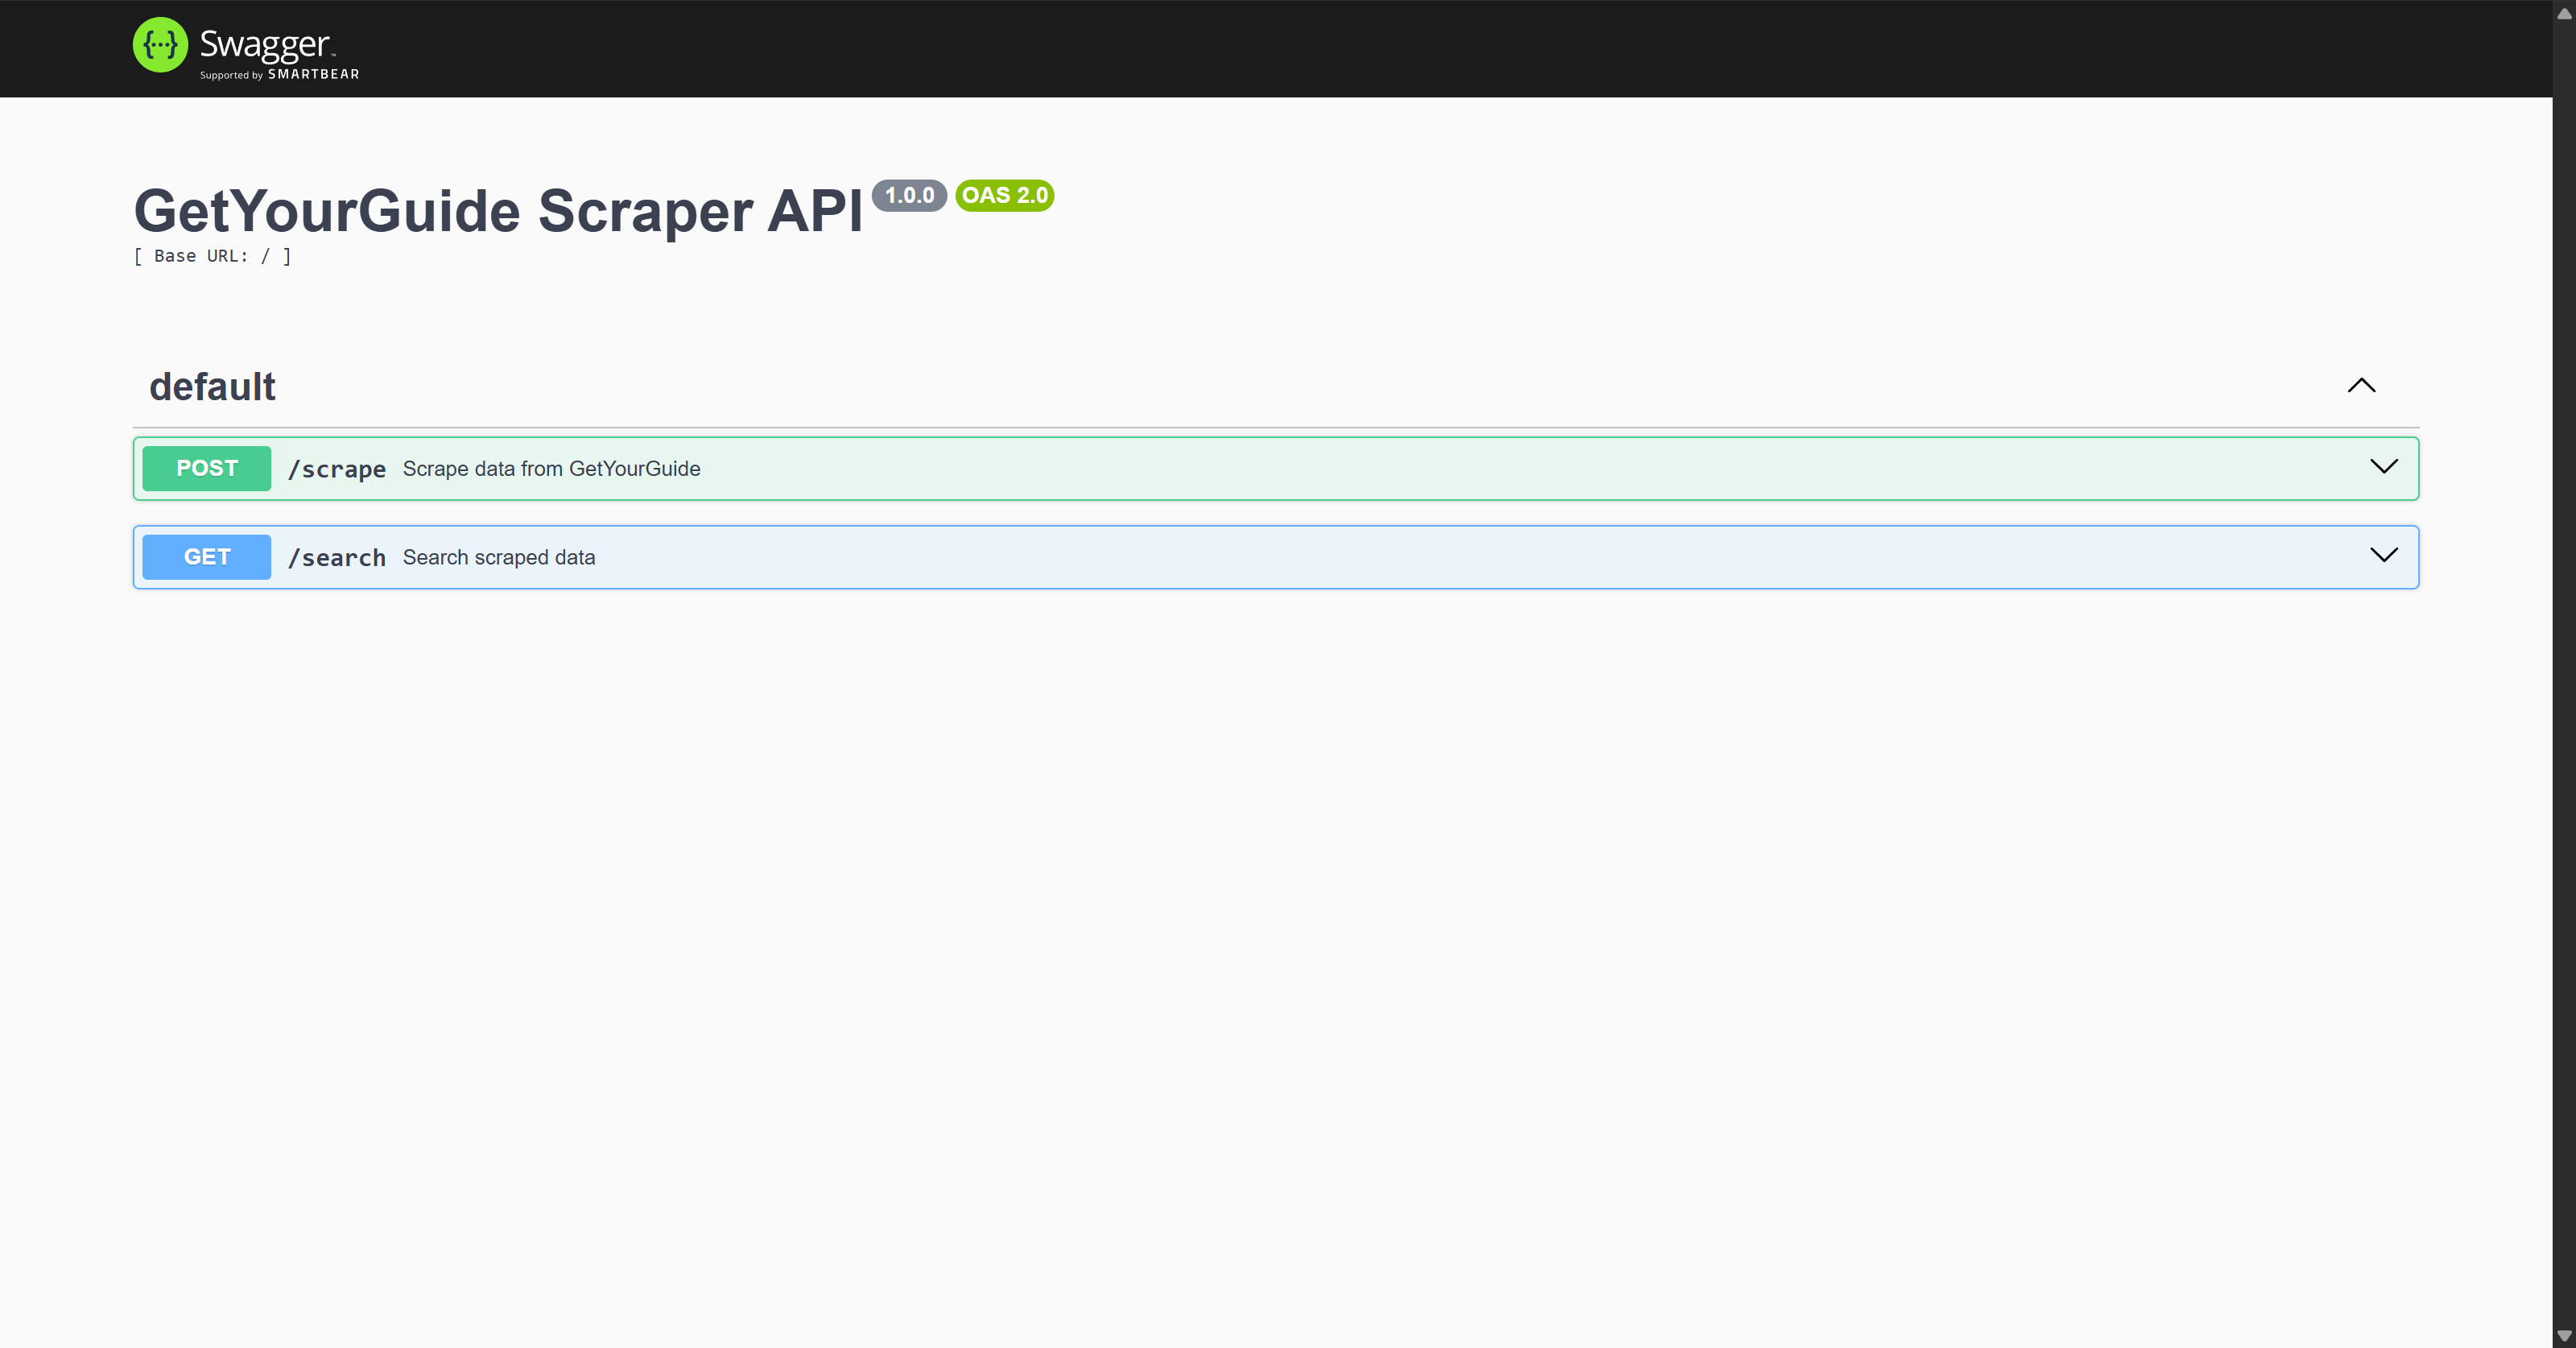 {···} Swagger™
Supported by SMARTBEAR
GetYourGuide Scraper API 1.0.0 OAS 2.0
[ Base URL: / ]
default
POST /scrape Scrape data from GetYourGuide
GET /search Search scraped data